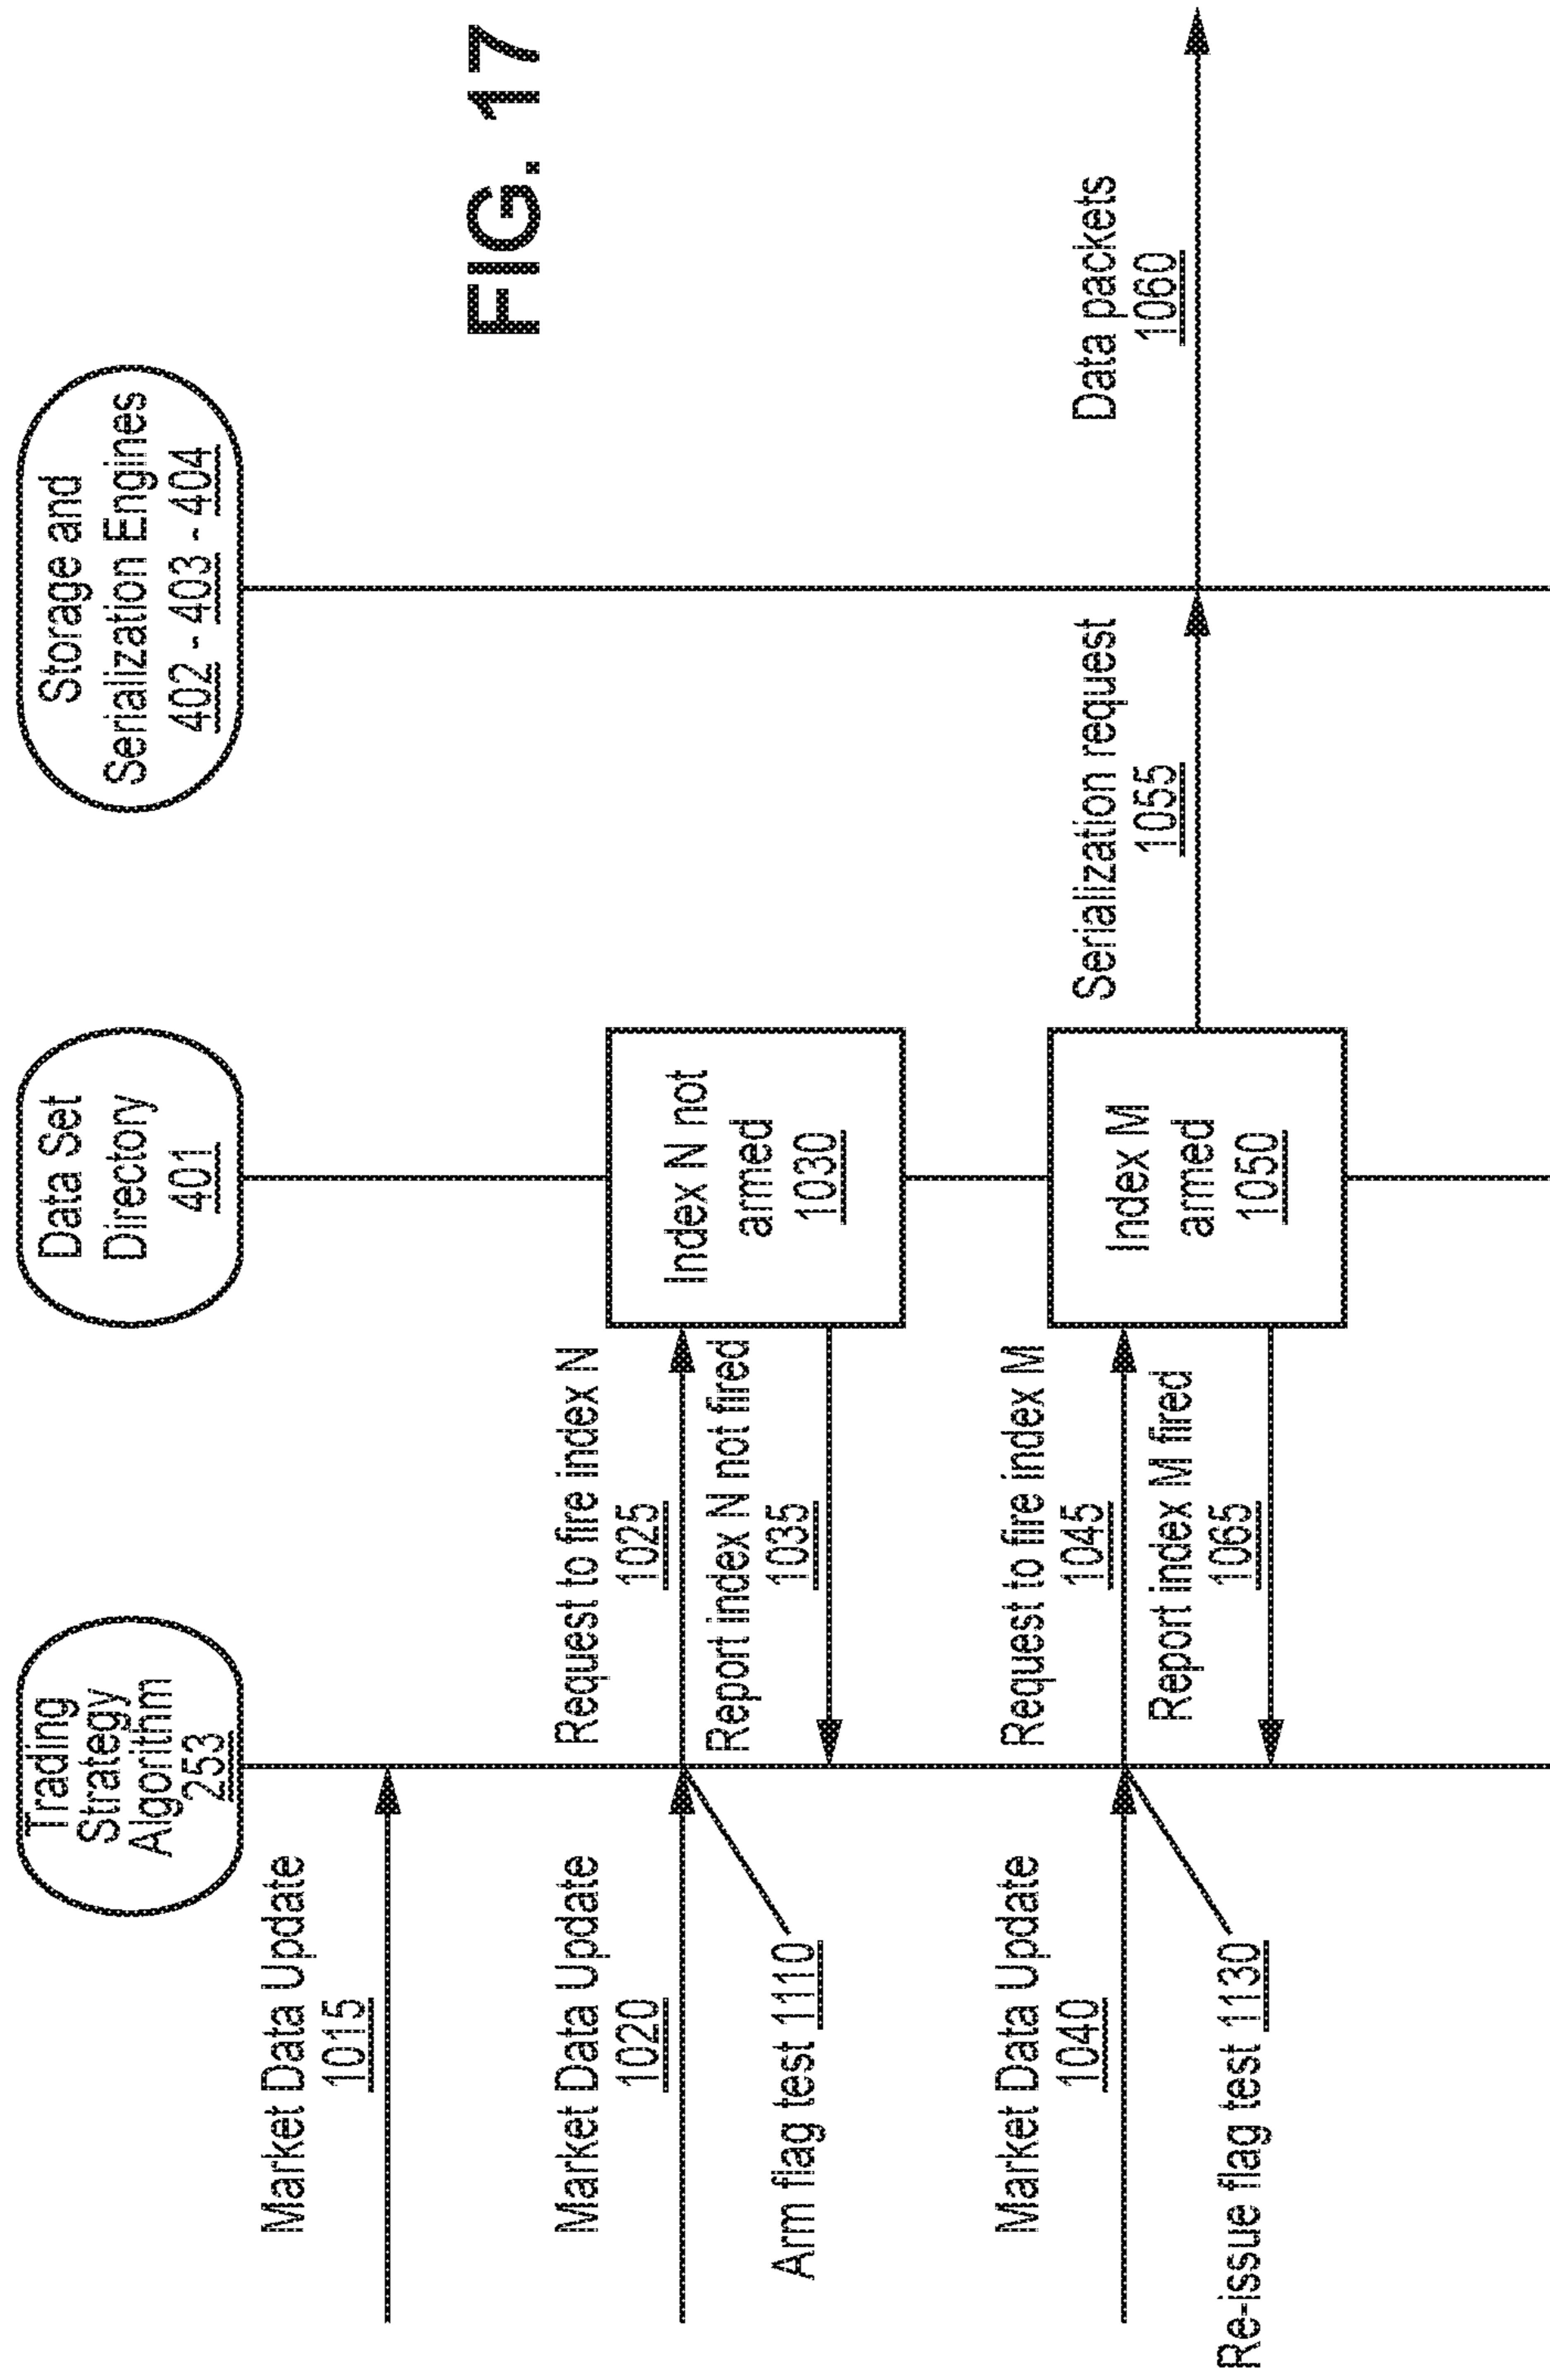 Trading
Strategy
Algorithm
253
Data Set
Directory
401
Storage and
Serialization Engines
402 - 403 - 404
Market Data Update
1015
Market Data Update
1020
Request to fire index N
1025
Index N not
armed
1030
Arm flag test 1110
Report index N not fired
1035
Market Data Update
1040
Request to fire index M
1045
Index M
armed
1050
Serialization request
1055
Data packets
1060
Re-issue flag test 1130
Report index M fired
1065
FIG. 17